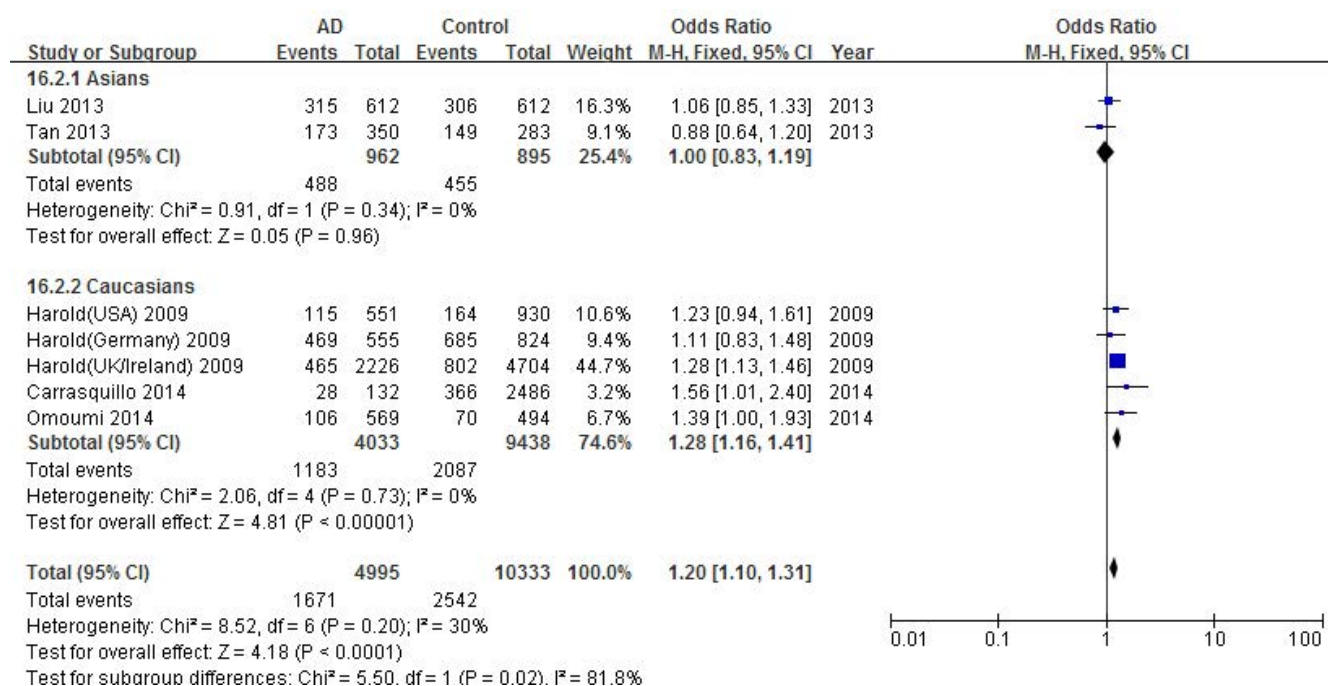 AD Control Odds Ratio Odds Ratio
Study or Subgroup Events Total Events Total Weight M-H, Fixed, 95% CI Year M-H, Fixed, 95% CI
16.2.1 Asians
Liu 2013 315 612 306 612 16.3% 1.06 [0.85, 1.33] 2013
Tan 2013 173 350 149 283 9.1% 0.88 [0.64, 1.20] 2013
Subtotal (95% CI) 962 895 25.4% 1.00 [0.83, 1.19]
Total events 488 455
Heterogeneity: Chi² = 0.91, df = 1 (P = 0.34); I² = 0%
Test for overall effect: Z = 0.05 (P = 0.96)
16.2.2 Caucasians
Harold(USA) 2009 115 551 164 930 10.6% 1.23 [0.94, 1.61] 2009
Harold(Germany) 2009 469 555 685 824 9.4% 1.11 [0.83, 1.48] 2009
Harold(UK/Ireland) 2009 465 2226 802 4704 44.7% 1.28 [1.13, 1.46] 2009
Carrasquillo 2014 28 132 366 2486 3.2% 1.56 [1.01, 2.40] 2014
Omoumi 2014 106 569 70 494 6.7% 1.39 [1.00, 1.93] 2014
Subtotal (95% CI) 4033 9438 74.6% 1.28 [1.16, 1.41]
Total events 1183 2087
Heterogeneity: Chi² = 2.06, df = 4 (P = 0.73); I² = 0%
Test for overall effect: Z = 4.81 (P < 0.00001)
Total (95% CI) 4995 10333 100.0% 1.20 [1.10, 1.31]
Total events 1671 2542
Heterogeneity: Chi² = 8.52, df = 6 (P = 0.20); I² = 30%
Test for overall effect: Z = 4.18 (P < 0.0001)
Test for subgroup differences: Chi² = 5.50, df = 1 (P = 0.02), I² = 81.8%
0.01 0.1 1 10 100